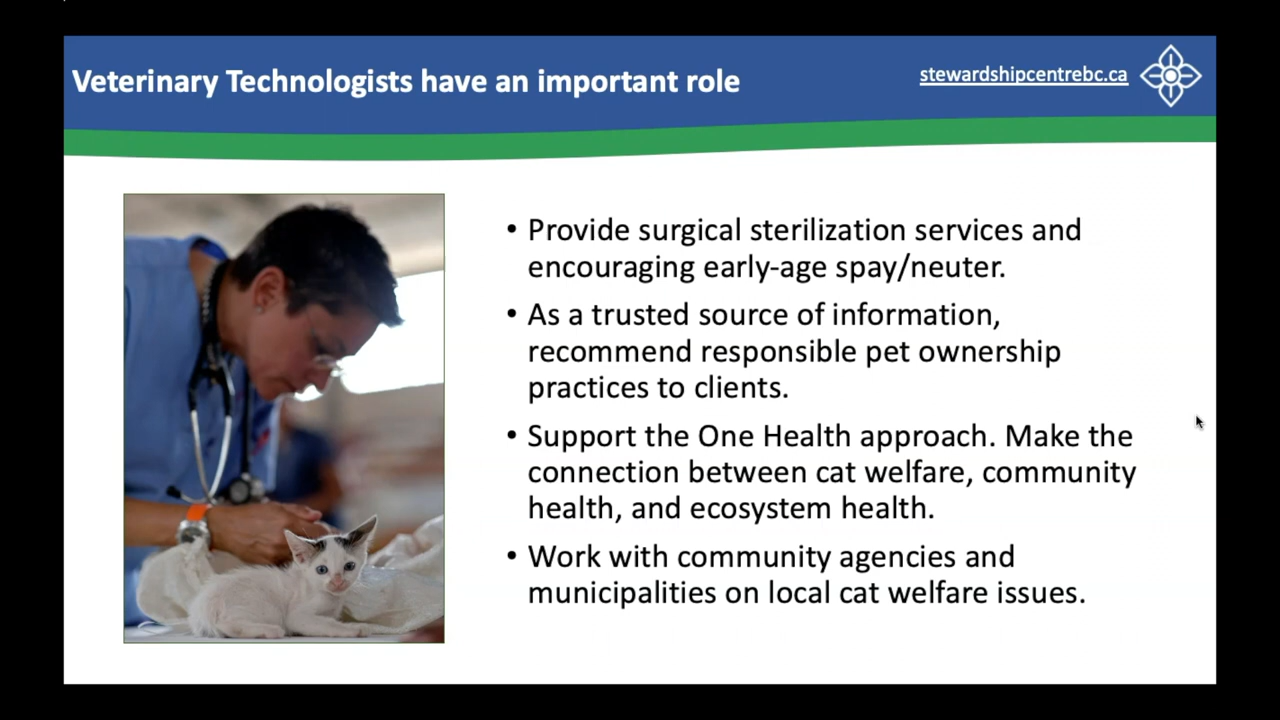 Veterinary Technologists have an important role
stewardshipcentrebc.ca
• Provide surgical sterilization services and
encouraging early-age spay/neuter.
• As a trusted source of information,
recommend responsible pet ownership
practices to clients.
• Support the One Health approach. Make the
connection between cat welfare, community
health, and ecosystem health.
• Work with community agencies and
municipalities on local cat welfare issues.